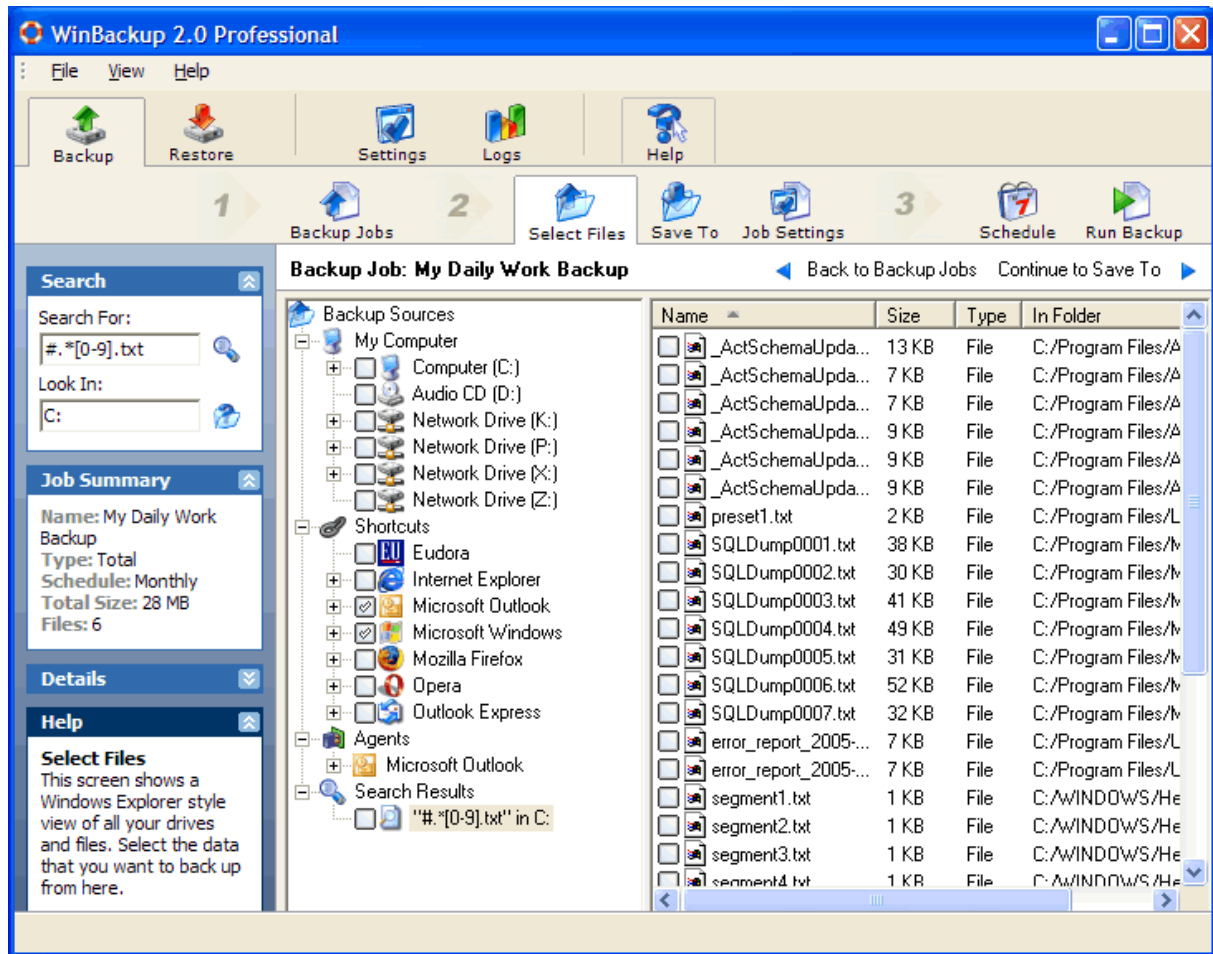 WinBackup 2.0 Professional
File View Help
Backup Restore Settings Logs Help
1 Backup Jobs 2 Select Files Save To Job Settings 3 Schedule Run Backup
Backup Job: My Daily Work Backup Back to Backup Jobs Continue to Save To
Search
Search For:
#.*[0-9].txt
Look In:
C:
Job Summary
Name: My Daily Work
Backup
Type: Total
Schedule: Monthly
Total Size: 28 MB
Files: 6
Details
Help
Select Files
This screen shows a
Windows Explorer style
view of all your drives
and files. Select the data
that you want to back up
from here.
Backup Sources
My Computer
Computer (C:)
Audio CD (D:)
Network Drive (K:)
Network Drive (P:)
Network Drive (X:)
Network Drive (Z:)
Shortcuts
EU Eudora
Internet Explorer
Microsoft Outlook
Microsoft Windows
Mozilla Firefox
Opera
Outlook Express
Agents
Microsoft Outlook
Search Results
"#.*[0-9].txt" in C:
Name Size Type In Folder
_ActSchemaUpda... 13 KB File C:/Program Files/A
_ActSchemaUpda... 7 KB File C:/Program Files/A
_ActSchemaUpda... 7 KB File C:/Program Files/A
_ActSchemaUpda... 9 KB File C:/Program Files/A
_ActSchemaUpda... 9 KB File C:/Program Files/A
_ActSchemaUpda... 9 KB File C:/Program Files/A
preset1.txt 2 KB File C:/Program Files/L
SQLDump0001.txt 38 KB File C:/Program Files/M
SQLDump0002.txt 30 KB File C:/Program Files/M
SQLDump0003.txt 41 KB File C:/Program Files/M
SQLDump0004.txt 49 KB File C:/Program Files/M
SQLDump0005.txt 31 KB File C:/Program Files/M
SQLDump0006.txt 52 KB File C:/Program Files/M
SQLDump0007.txt 32 KB File C:/Program Files/M
error_report_2005-... 7 KB File C:/Program Files/L
error_report_2005-... 7 KB File C:/Program Files/L
segment1.txt 1 KB File C:/WINDOWS/He
segment2.txt 1 KB File C:/WINDOWS/He
segment3.txt 1 KB File C:/WINDOWS/He
segment4.txt 1 KB File C:/WINDOWS/He